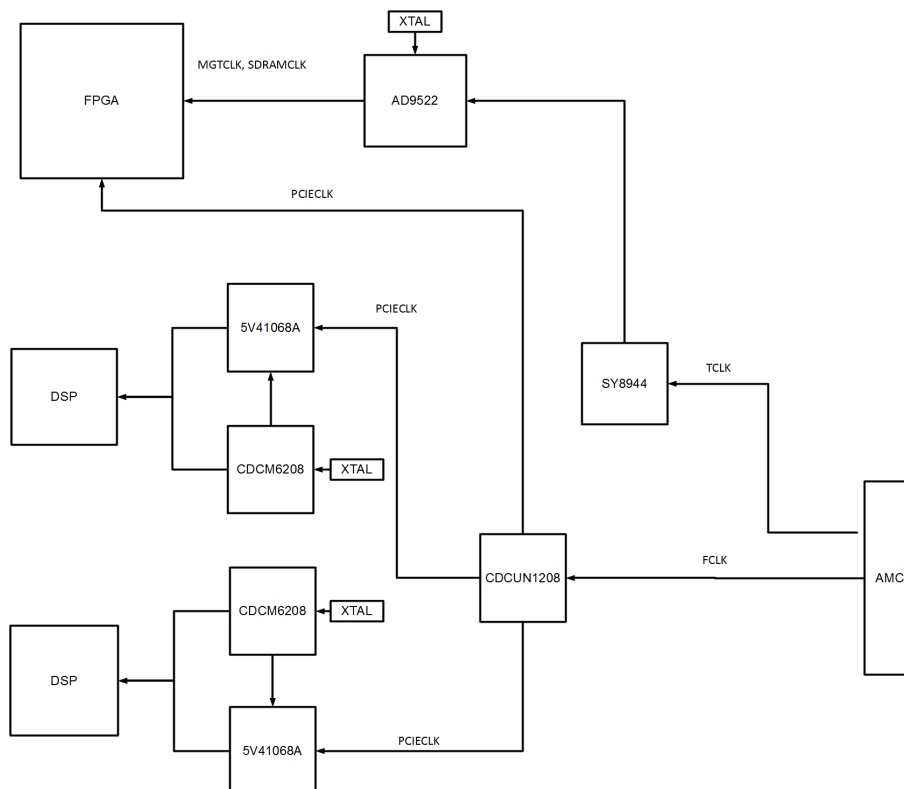 XTAL
MGTCLK, SDRAMCLK
FPGA
AD9522
PCIECLK
PCIECLK
5V41068A
TCLK
SY8944
DSP
CDCM6208
XTAL
FCLK
CDCUN1208
AMC
CDCM6208
XTAL
DSP
PCIECLK
5V41068A